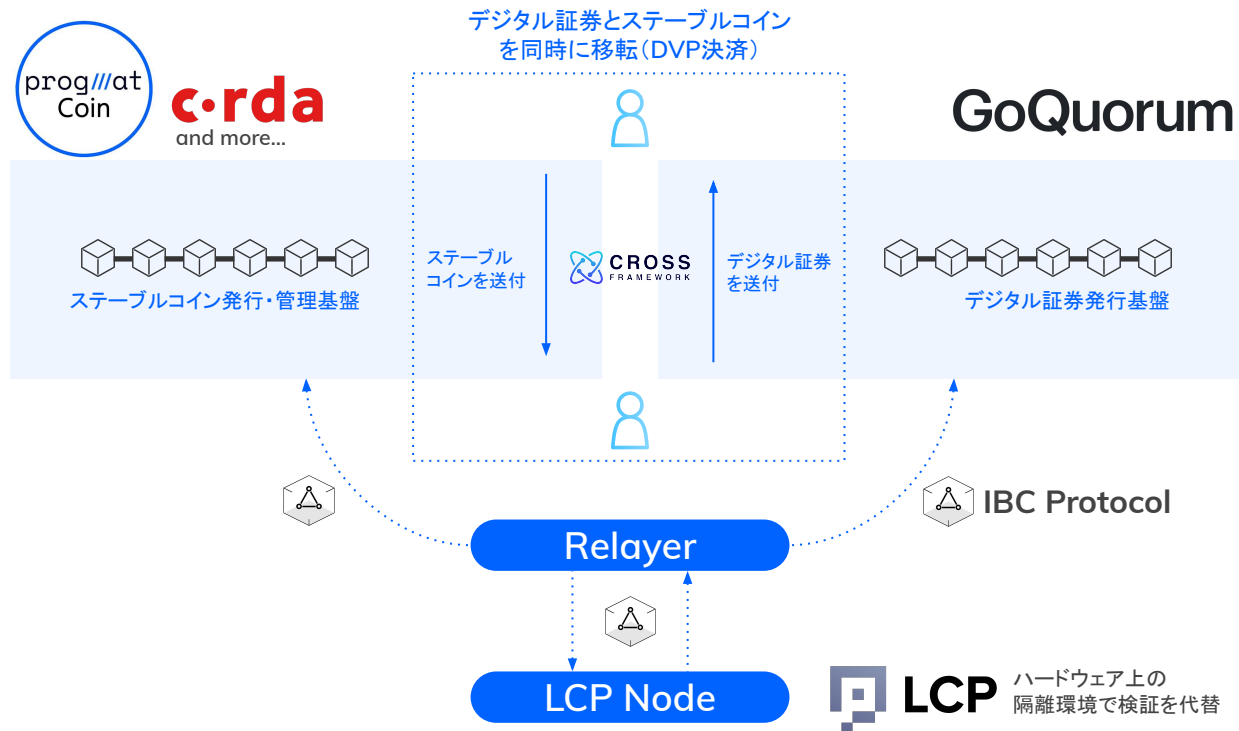 デジタル証券とステーブルコイン
を同時に移転（DVP決済）
progmat
Coin
c·rda
and more...
GoQuorum
ステーブル
コインを送付
CROSS
FRAMEWORK
デジタル証券
を送付
ステーブルコイン発行・管理基盤
デジタル証券発行基盤
IBC Protocol
Relayer
LCP Node
LCP
ハードウェア上の
隔離環境で検証を代替